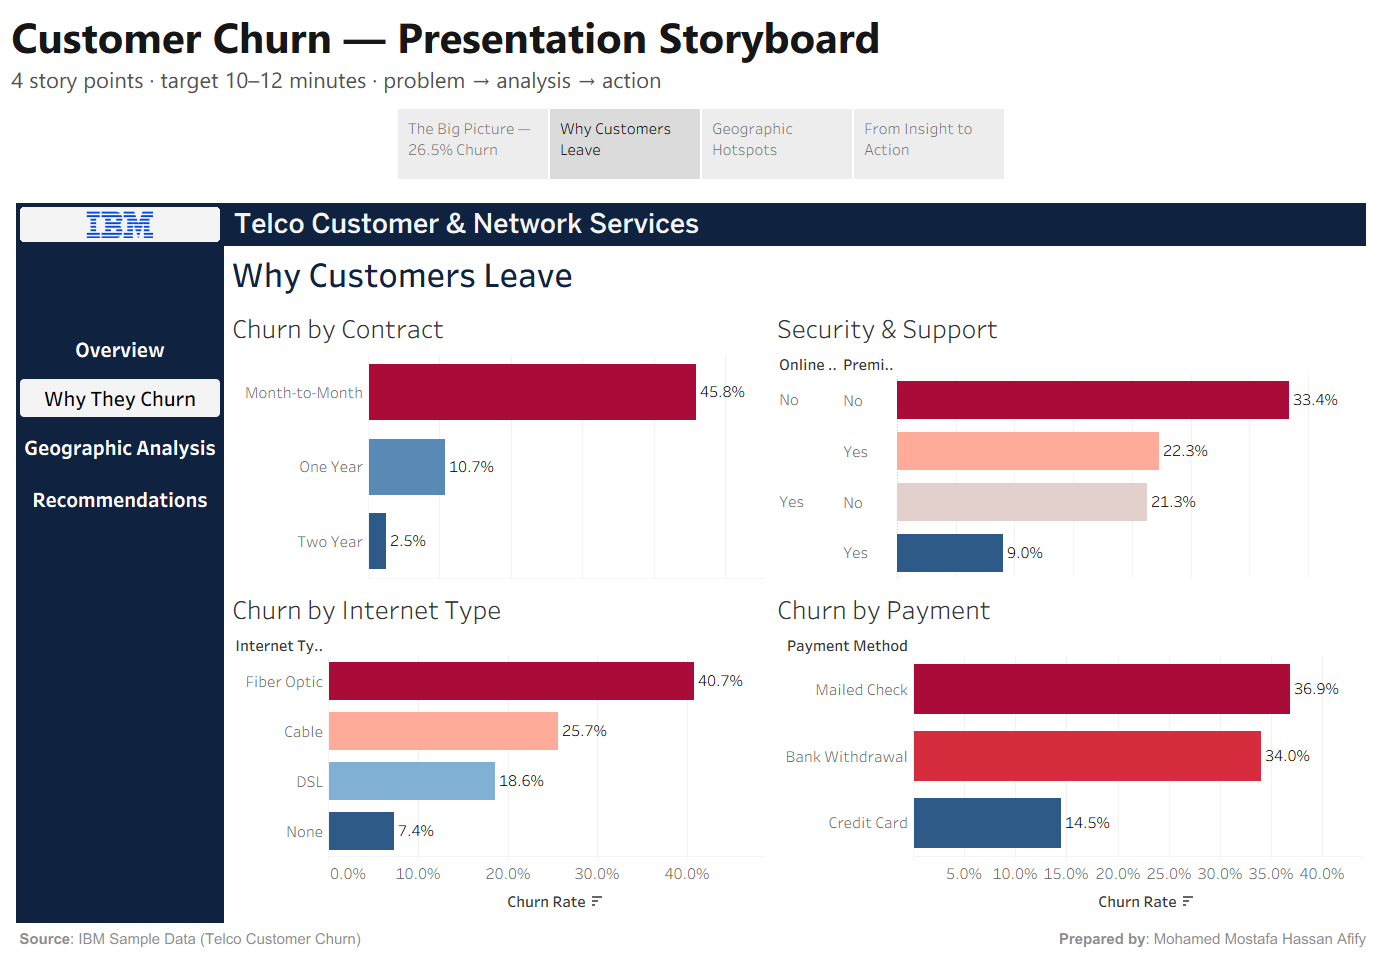 Customer Churn — Presentation Storyboard
4 story points · target 10–12 minutes · problem → analysis → action
The Big Picture —
26.5% Churn
Why Customers
Leave
Geographic
Hotspots
From Insight to
Action
IBM
Telco Customer & Network Services
Overview
Why They Churn
Geographic Analysis
Recommendations
Why Customers Leave
Churn by Contract
Month-to-Month 45.8%
One Year 10.7%
Two Year 2.5%
Security & Support
Online .. Premi..
No No 33.4%
Yes 22.3%
Yes No 21.3%
Yes 9.0%
Churn by Internet Type
Internet Ty..
Fiber Optic 40.7%
Cable 25.7%
DSL 18.6%
None 7.4%
0.0% 10.0% 20.0% 30.0% 40.0%
Churn Rate
Churn by Payment
Payment Method
Mailed Check 36.9%
Bank Withdrawal 34.0%
Credit Card 14.5%
5.0% 10.0% 15.0% 20.0% 25.0% 30.0% 35.0% 40.0%
Churn Rate
Source: IBM Sample Data (Telco Customer Churn)
Prepared by: Mohamed Mostafa Hassan Afify